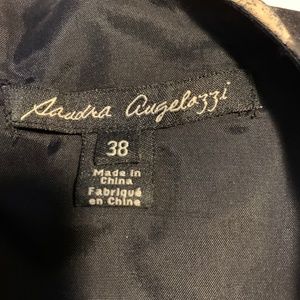 Sandra Angelozzi
38
Made in
China
Fabriqué
en Chine